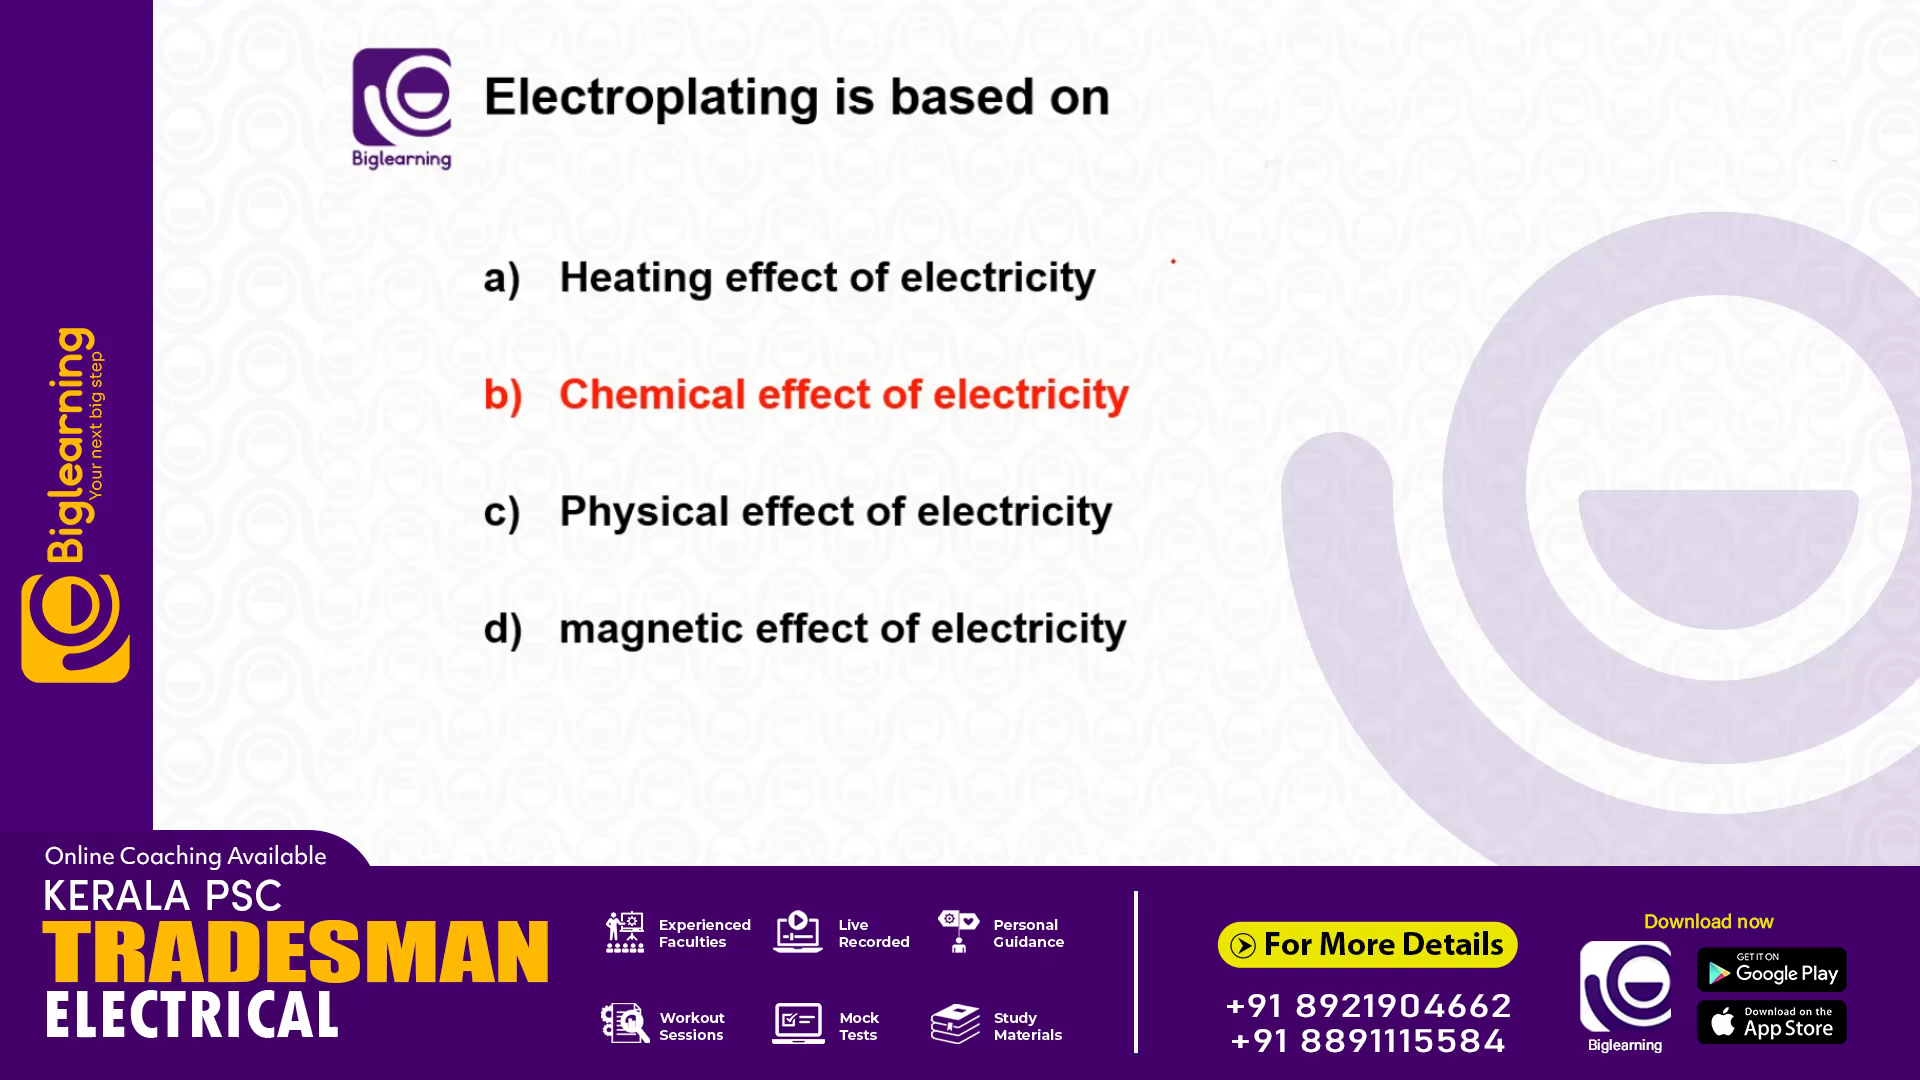 Biglearning
Electroplating is based on
a) Heating effect of electricity
b) Chemical effect of electricity
c) Physical effect of electricity
d) magnetic effect of electricity
Biglearning
Your next big step
Online Coaching Available
KERALA PSC
TRADESMAN
ELECTRICAL
Experienced
Faculties
Live
Recorded
Personal
Guidance
Workout
Sessions
Mock
Tests
Study
Materials
For More Details
+91 8921904662
+91 8891115584
Download now
Biglearning
GET IT ON
Google Play
Download on the
App Store